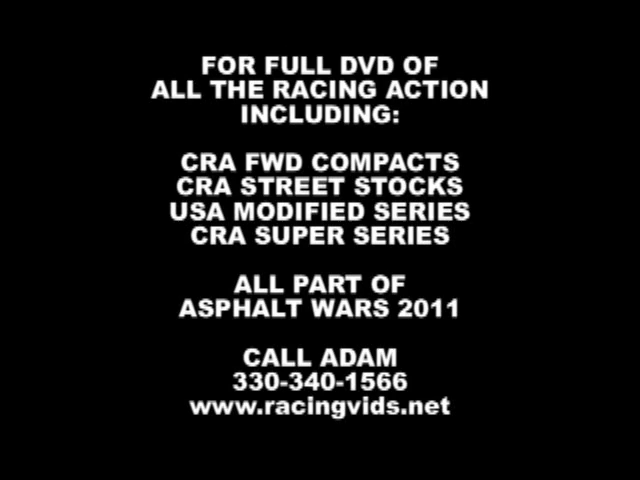 FOR FULL DVD OF
ALL THE RACING ACTION
INCLUDING:
CRA FWD COMPACTS
CRA STREET STOCKS
USA MODIFIED SERIES
CRA SUPER SERIES
ALL PART OF
ASPHALT WARS 2011
CALL ADAM
330-340-1566
www.racingvids.net